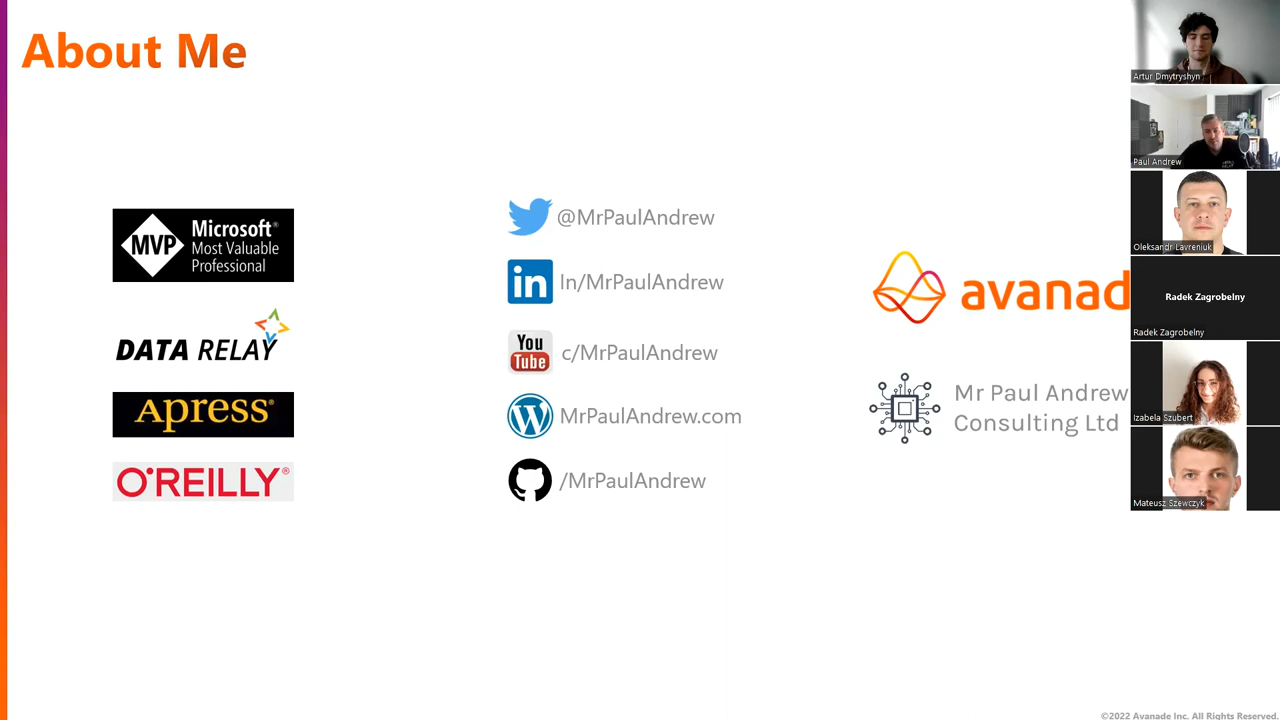 About Me
MVP
Microsoft®
Most Valuable
Professional
DATA RELAY
Apress®
O'REILLY®
@MrPaulAndrew
in
In/MrPaulAndrew
You
Tube
c/MrPaulAndrew
MrPaulAndrew.com
/MrPaulAndrew
avanad
Mr Paul Andrew
Consulting Ltd
Artur Dmytryshyn
Paul Andrew
Oleksandr Lavreniuk
Radek Zagrobelny
Radek Zagrobelny
Izabela Szubert
Mateusz Szewczyk
©2022 Avanade Inc. All Rights Reserved.